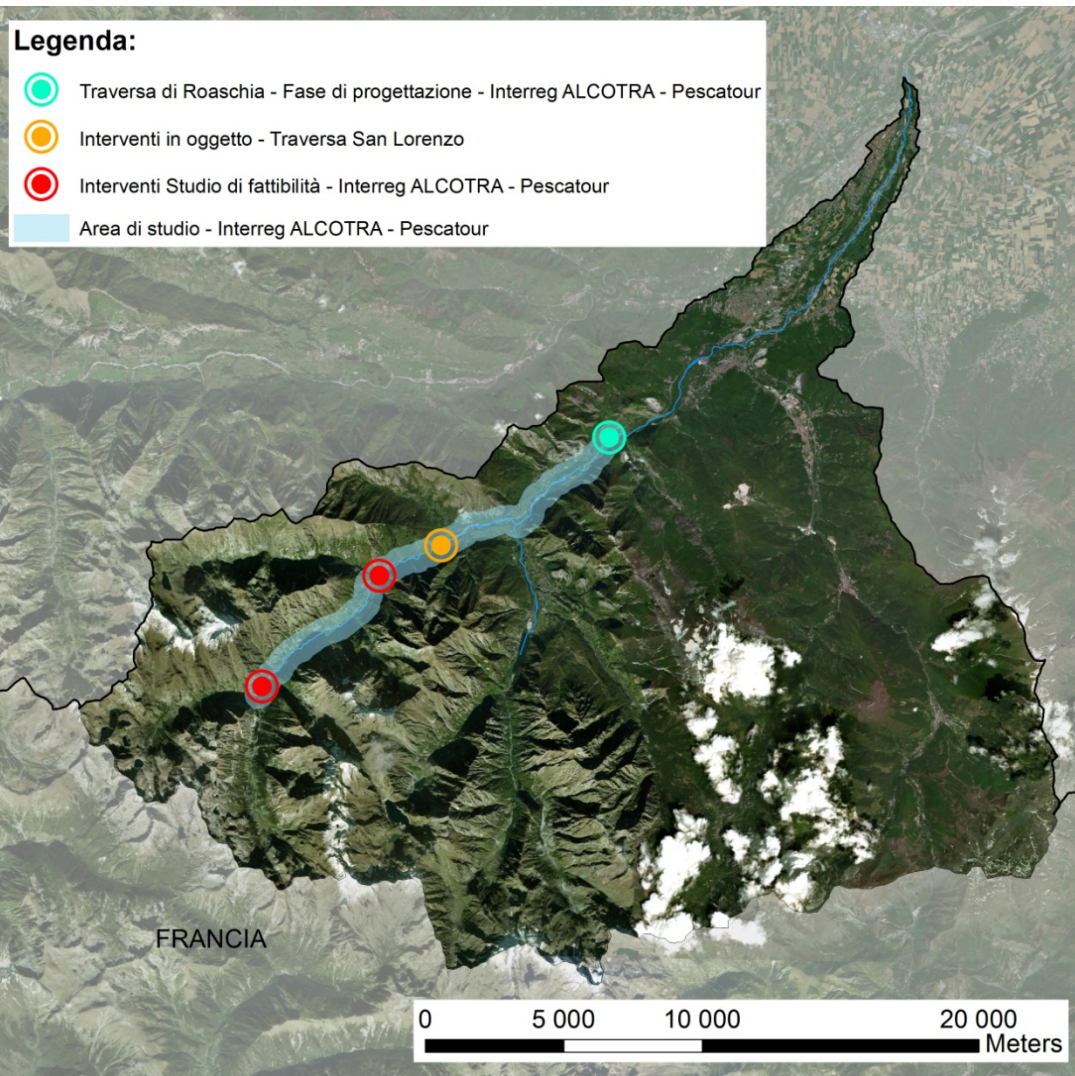 Legenda:
Traversa di Roaschia - Fase di progettazione - Interreg ALCOTRA - Pescatour
Interventi in oggetto - Traversa San Lorenzo
Interventi Studio di fattibilità - Interreg ALCOTRA - Pescatour
Area di studio - Interreg ALCOTRA - Pescatour
FRANCIA
0 5 000 10 000 20 000
Meters